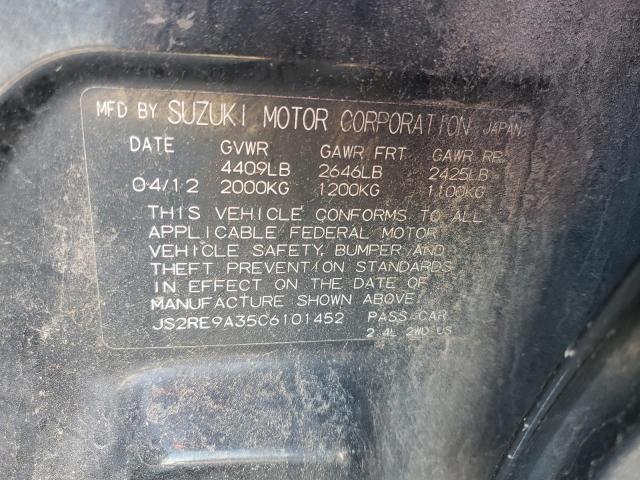 MFD BY SUZUKI MOTOR CORPORATION JAPAN
DATE GVWR GAWR FRT GAWR RR
4409LB 2646LB 2425LB
04/12 2000KG 1200KG 1100KG
THIS VEHICLE CONFORMS TO ALL
APPLICABLE FEDERAL MOTOR
VEHICLE SAFETY, BUMPER AND
THEFT PREVENTION STANDARDS
IN EFFECT ON THE DATE OF
MANUFACTURE SHOWN ABOVE.
JS2RE9A35C6101452 PASS CAR
2.4L 2WD US